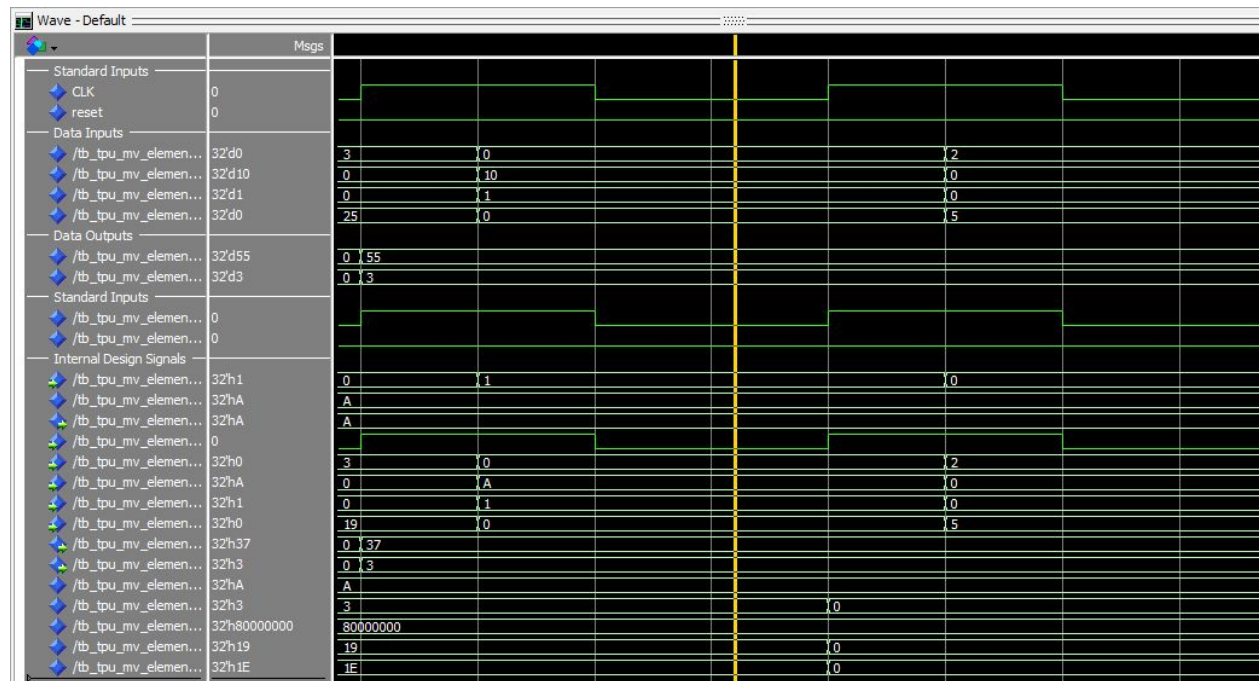 Wave - Default
Msgs
Standard Inputs
CLK 0
reset 0
Data Inputs
/tb_tpu_mv_elemen... 32'd0 3 0 2
/tb_tpu_mv_elemen... 32'd10 0 10 0
/tb_tpu_mv_elemen... 32'd1 0 1 0
/tb_tpu_mv_elemen... 32'd0 25 0 5
Data Outputs
/tb_tpu_mv_elemen... 32'd55 0 55
/tb_tpu_mv_elemen... 32'd3 0 3
Standard Inputs
/tb_tpu_mv_elemen... 0
/tb_tpu_mv_elemen... 0
Internal Design Signals
/tb_tpu_mv_elemen... 32'h1 0 1 0
/tb_tpu_mv_elemen... 32'hA A
/tb_tpu_mv_elemen... 32'hA A
/tb_tpu_mv_elemen... 0
/tb_tpu_mv_elemen... 32'h0 3 0 2
/tb_tpu_mv_elemen... 32'hA 0 A 0
/tb_tpu_mv_elemen... 32'h1 0 1 0
/tb_tpu_mv_elemen... 32'h0 19 0 5
/tb_tpu_mv_elemen... 32'h37 0 37
/tb_tpu_mv_elemen... 32'h3 0 3
/tb_tpu_mv_elemen... 32'hA A
/tb_tpu_mv_elemen... 32'h3 3 0
/tb_tpu_mv_elemen... 32'h80000000 80000000
/tb_tpu_mv_elemen... 32'h19 19 0
/tb_tpu_mv_elemen... 32'h1E 1E 0